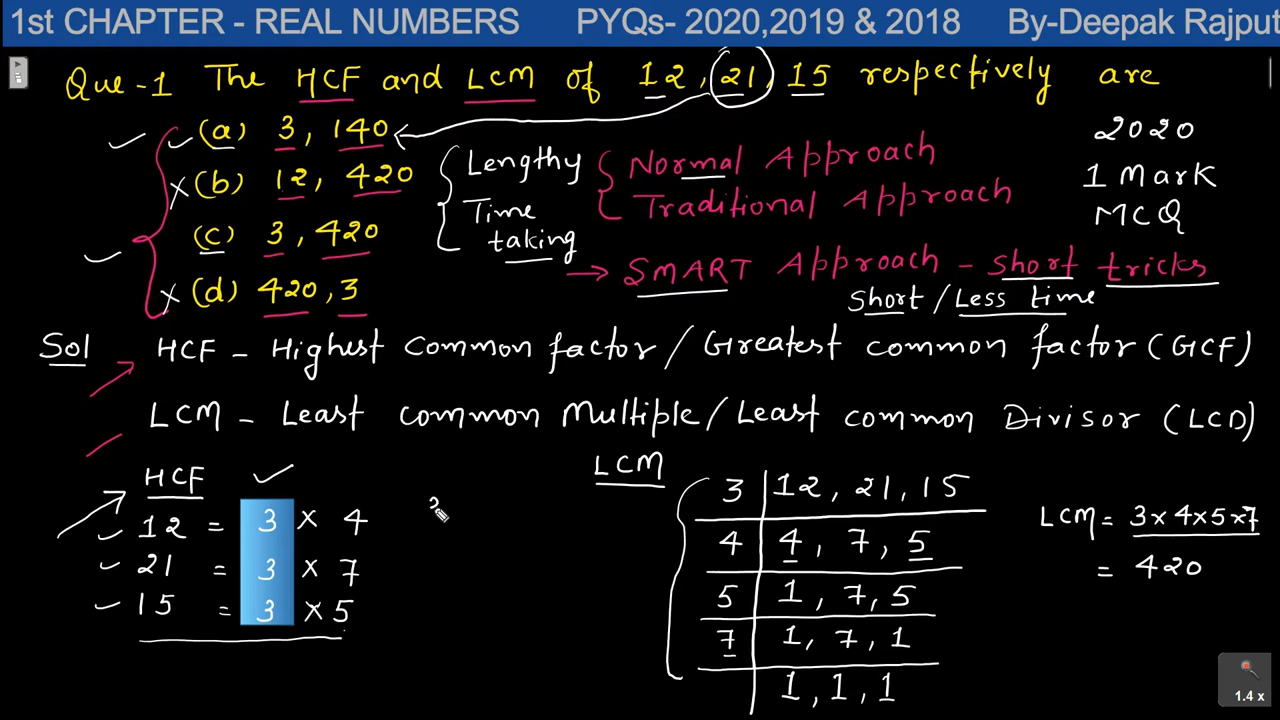 1st CHAPTER - REAL NUMBERS PYQs- 2020,2019 & 2018 By-Deepak Rajput
Que-1 The HCF and LCM of 12, 21, 15 respectively are
(a) 3, 140
(b) 12, 420
(c) 3, 420
(d) 420, 3
Lengthy
Time
taking
Normal Approach
Traditional Approach
→ SMART Approach - Short tricks
Short / Less time
2020
1 Mark
MCQ
Sol HCF - Highest Common factor / Greatest common factor (GCF)
LCM - Least common Multiple / Least common Divisor (LCD)
HCF
12 = 3 × 4
21 = 3 × 7
15 = 3 × 5
LCM
3 | 12, 21, 15
4 | 4, 7, 5
5 | 1, 7, 5
7 | 1, 7, 1
| 1, 1, 1
LCM = 3×4×5×7
= 420
1.4 x